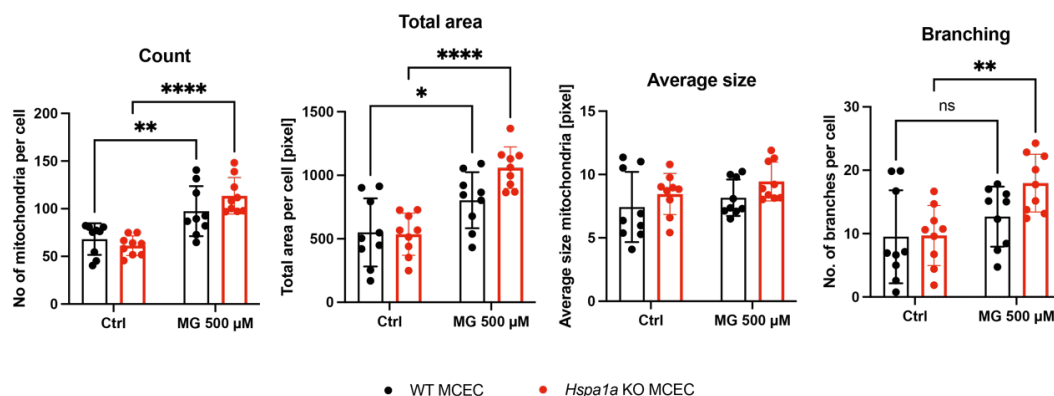 Count
No of mitochondria per cell
200
150
100
50
0
**
****
Ctrl
MG 500 µM
Total area
Total area per cell [pixel]
1500
1000
500
0
*
****
Ctrl
MG 500 µM
Average size
Average size mitochondria [pixel]
15
10
5
0
Ctrl
MG 500 µM
Branching
No. of branches per cell
30
20
10
0
ns
**
Ctrl
MG 500 µM
WT MCEC
Hspa1a KO MCEC